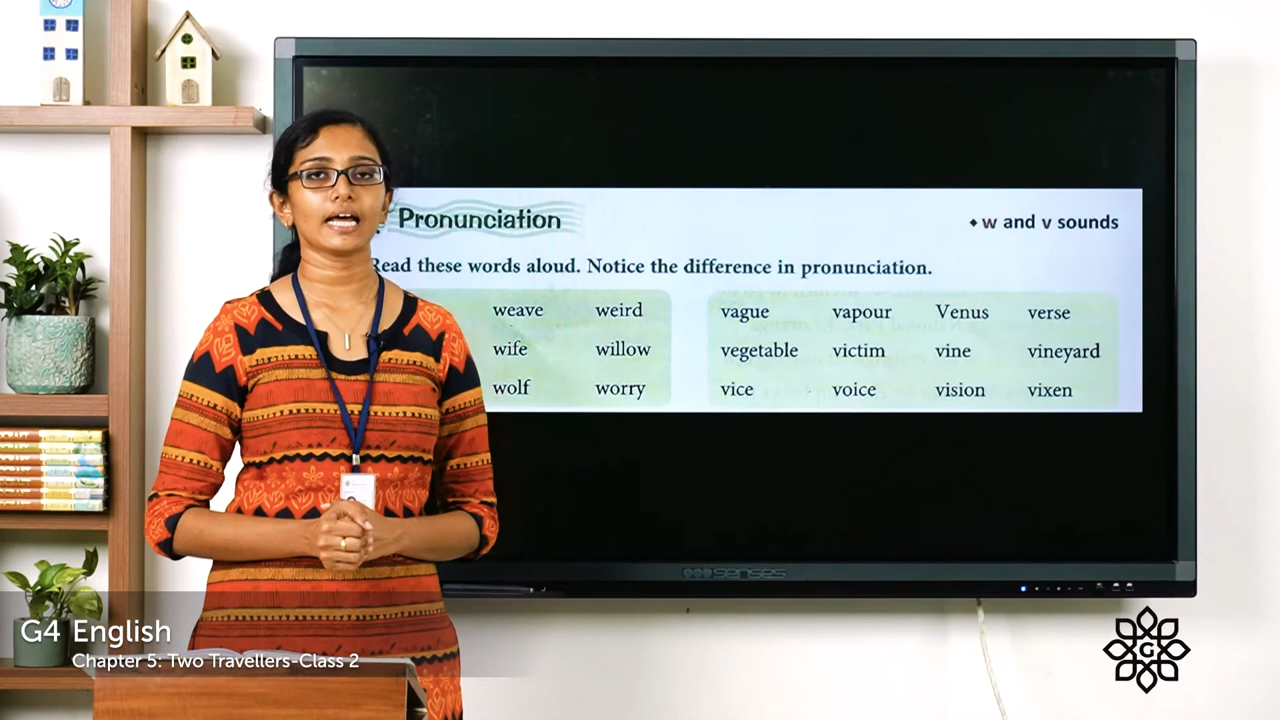 Pronunciation
◆ w and v sounds
Read these words aloud. Notice the difference in pronunciation.
weave weird vague vapour Venus verse
wife willow vegetable victim vine vineyard
wolf worry vice voice vision vixen
senses
G4 English
Chapter 5: Two Travellers-Class 2
G